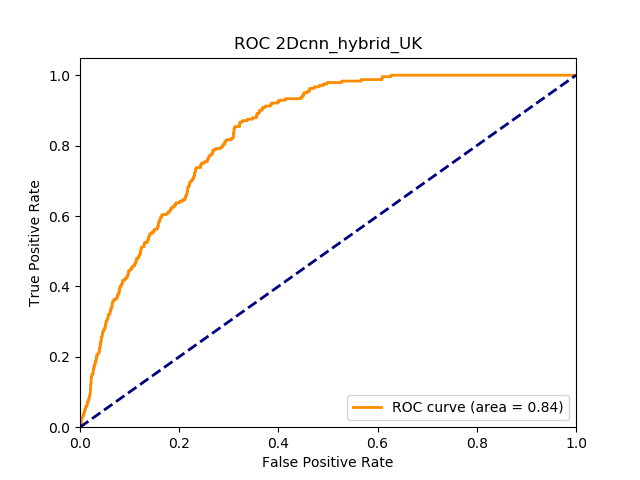 ROC 2Dcnn_hybrid_UK
True Positive Rate
1.0
0.8
0.6
0.4
0.2
0.0
ROC curve (area = 0.84)
0.0 0.2 0.4 0.6 0.8 1.0
False Positive Rate